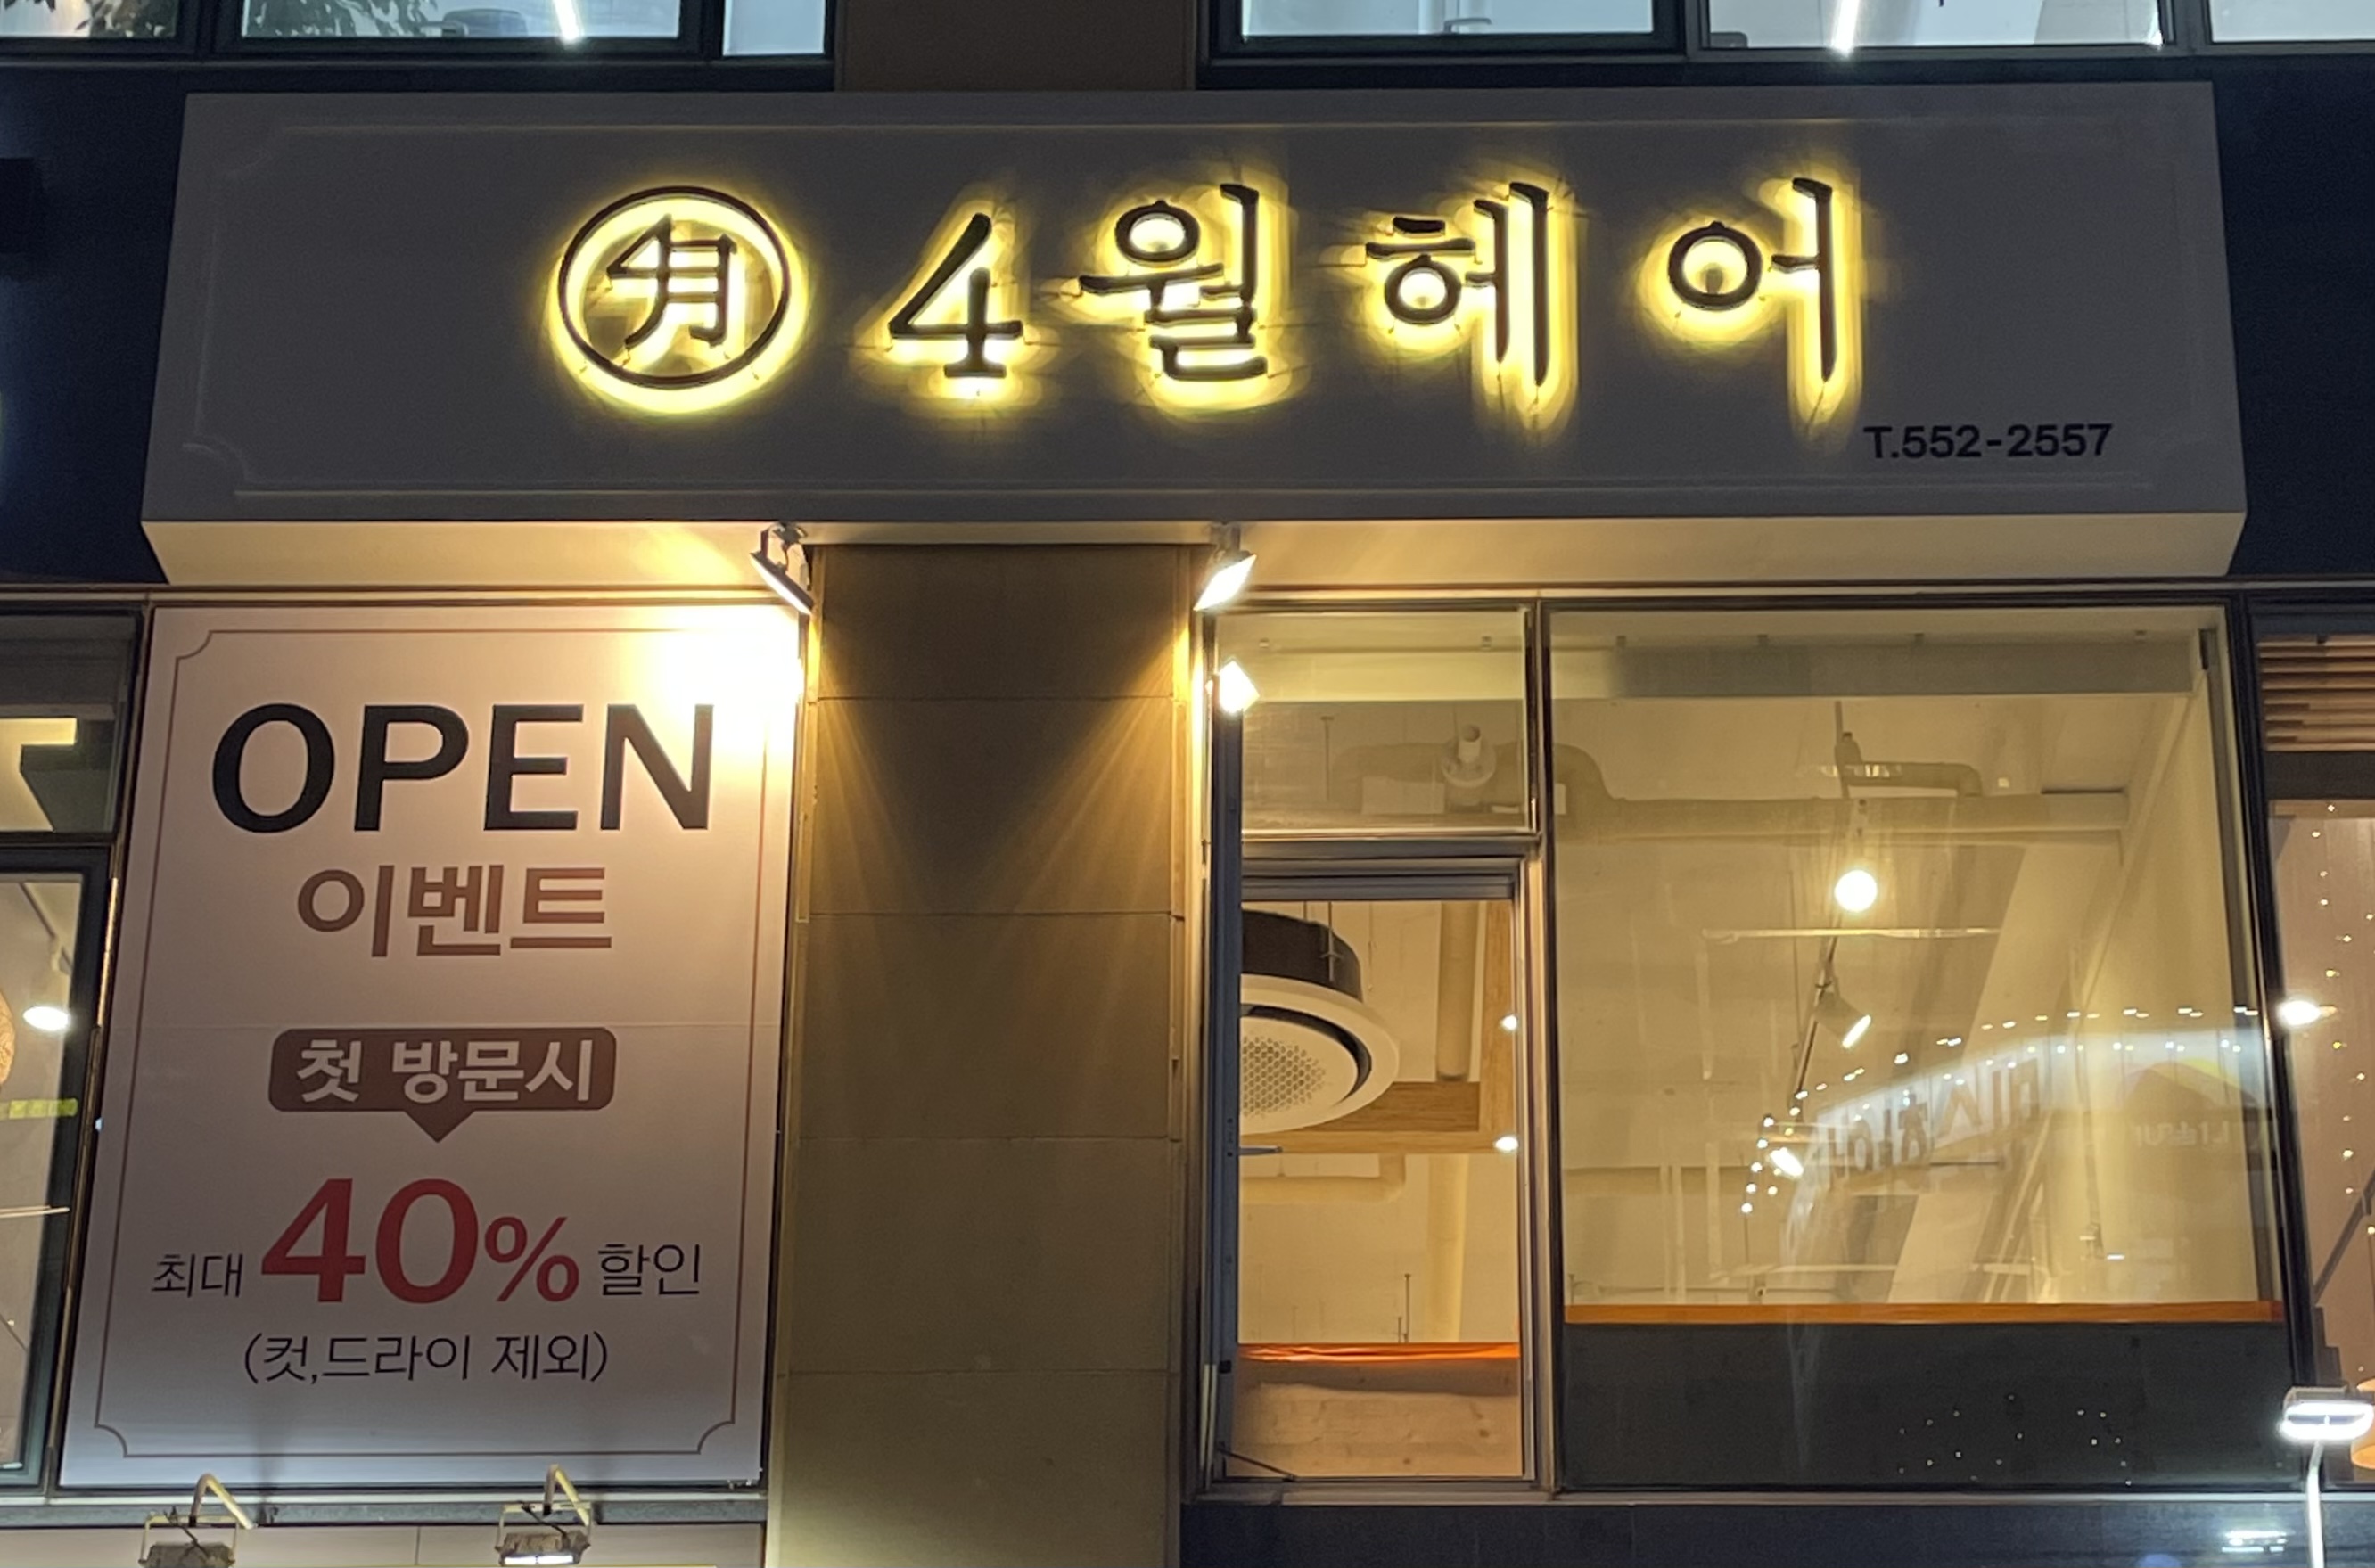 4月 4월헤어
T.552-2557
OPEN
이벤트
첫 방문시
최대 40% 할인
(컷,드라이 제외)